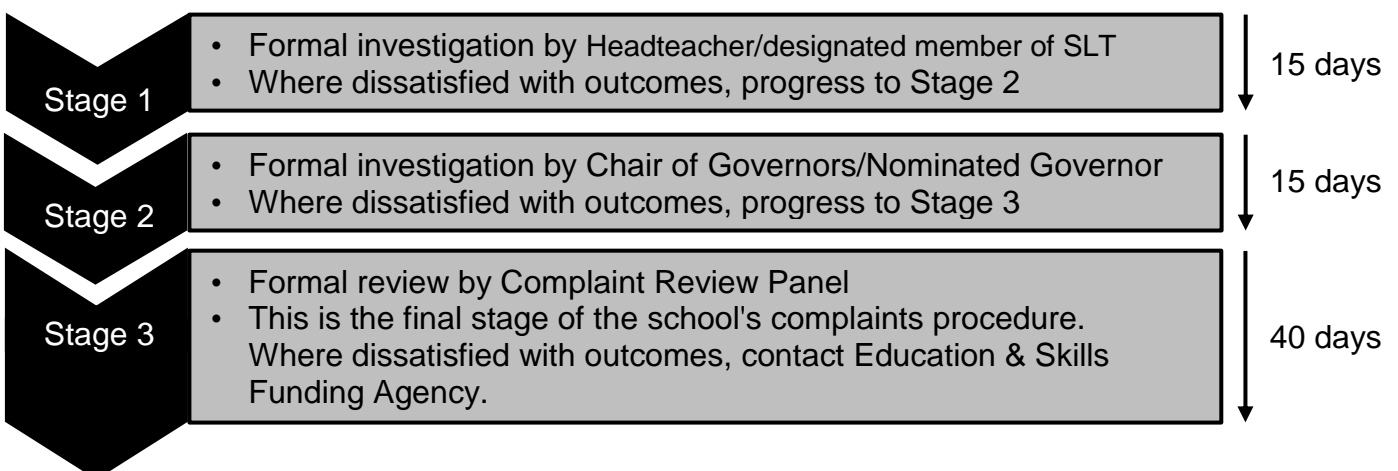 Stage 1
• Formal investigation by Headteacher/designated member of SLT
• Where dissatisfied with outcomes, progress to Stage 2
15 days
Stage 2
• Formal investigation by Chair of Governors/Nominated Governor
• Where dissatisfied with outcomes, progress to Stage 3
15 days
Stage 3
• Formal review by Complaint Review Panel
• This is the final stage of the school's complaints procedure.
Where dissatisfied with outcomes, contact Education & Skills
Funding Agency.
40 days